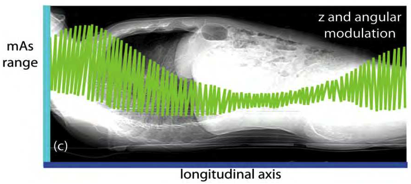 z and angular
modulation
mAs
range
(c)
longitudinal axis